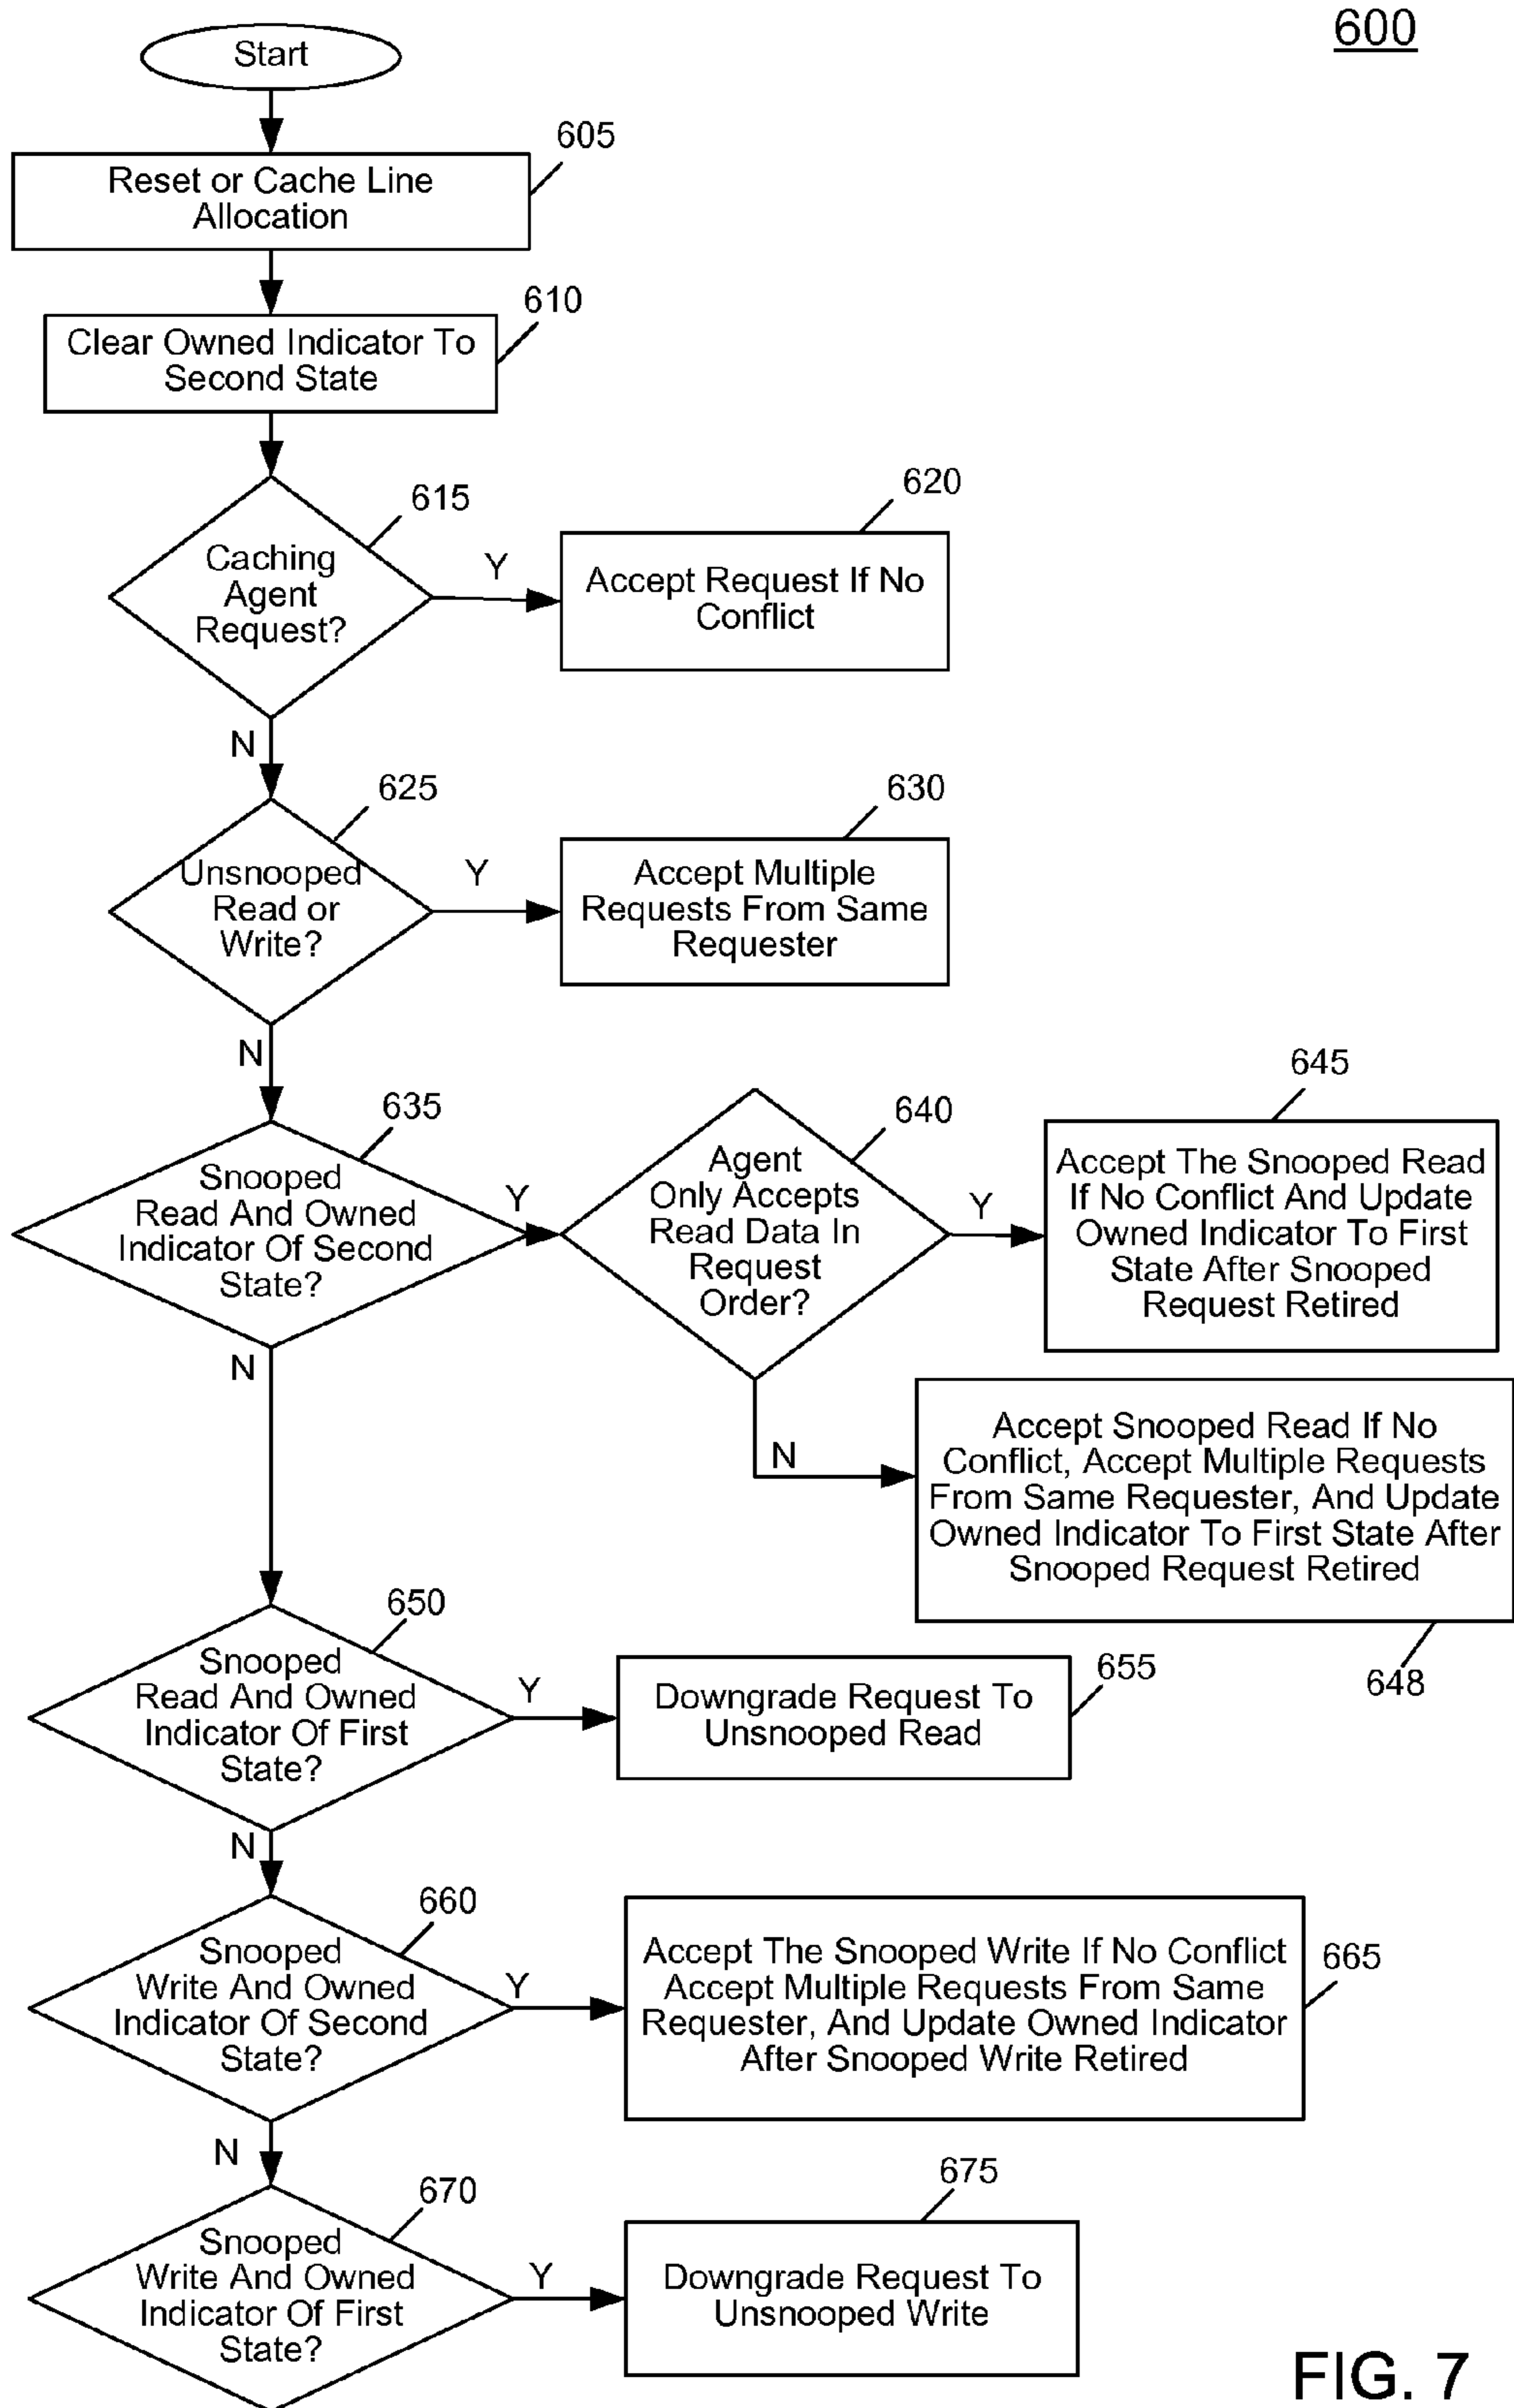 600
Start
605
Reset or Cache Line
Allocation
610
Clear Owned Indicator To
Second State
615
Caching
Agent
Request?
Y
620
Accept Request If No
Conflict
N
625
Unsnooped
Read or
Write?
Y
630
Accept Multiple
Requests From Same
Requester
N
635
Snooped
Read And Owned
Indicator Of Second
State?
Y
640
Agent
Only Accepts
Read Data In
Request
Order?
Y
645
Accept The Snooped Read
If No Conflict And Update
Owned Indicator To First
State After Snooped
Request Retired
N
Accept Snooped Read If No
Conflict, Accept Multiple Requests
From Same Requester, And Update
Owned Indicator To First State After
Snooped Request Retired
648
N
650
Snooped
Read And Owned
Indicator Of First
State?
Y
655
Downgrade Request To
Unsnooped Read
N
660
Snooped
Write And Owned
Indicator Of Second
State?
Y
Accept The Snooped Write If No Conflict
Accept Multiple Requests From Same
Requester, And Update Owned Indicator
After Snooped Write Retired
665
N
670
Snooped
Write And Owned
Indicator Of First
State?
Y
675
Downgrade Request To
Unsnooped Write
FIG. 7